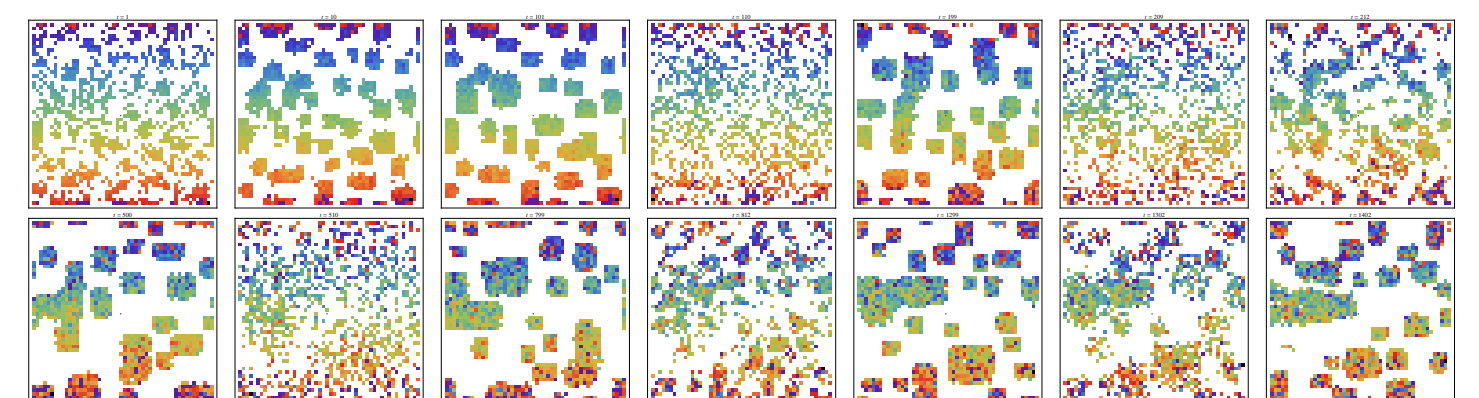 t = 1
t = 10
t = 101
t = 110
t = 199
t = 209
t = 212
t = 500
t = 510
t = 799
t = 812
t = 1299
t = 1302
t = 1402